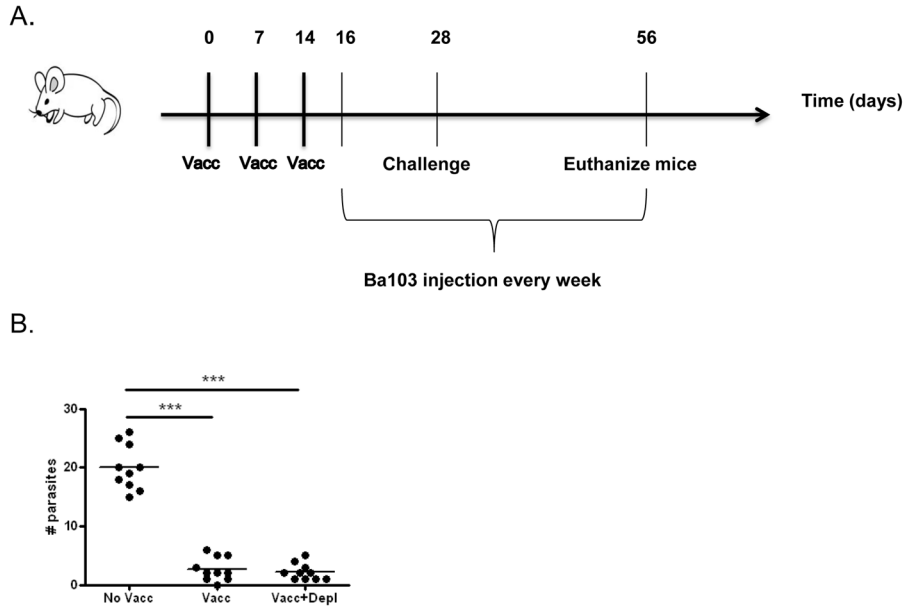 A.
0 7 14 16 28 56
Time (days)
Vacc Vacc Vacc Challenge Euthanize mice
Ba103 injection every week
B.
***
***
30
20
10
0
# parasites
No Vacc Vacc Vacc+Depl